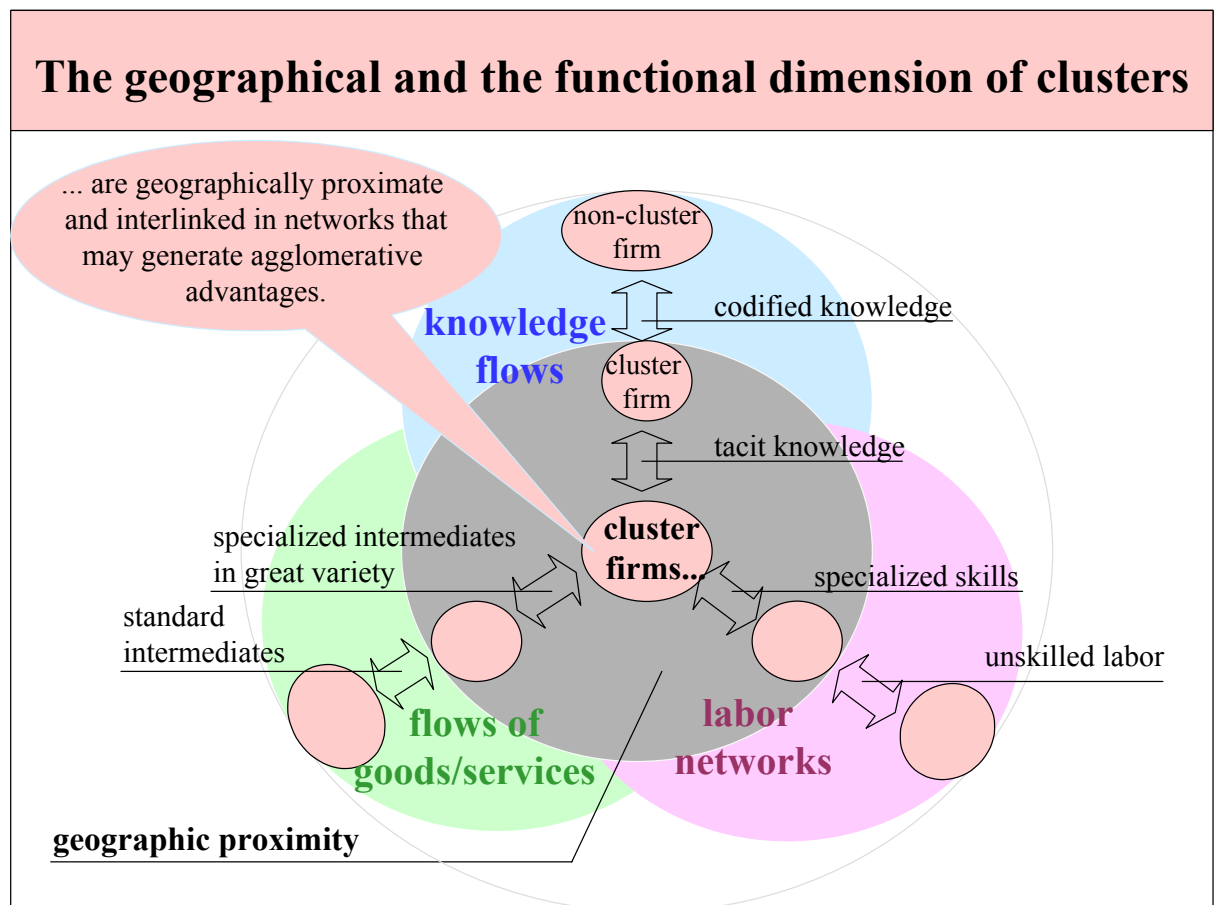 The geographical and the functional dimension of clusters
... are geographically proximate
and interlinked in networks that
may generate agglomerative
advantages.
non-cluster
firm
codified knowledge
knowledge
flows
cluster
firm
tacit knowledge
cluster
firms...
specialized intermediates
in great variety
specialized skills
standard
intermediates
unskilled labor
flows of
goods/services
labor
networks
geographic proximity